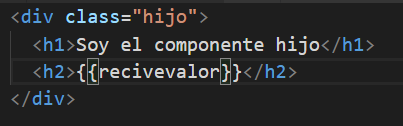 <div class="hijo">
<h1>Soy el componente hijo</h1>
<h2>{{recivevalor}}</h2>
</div>